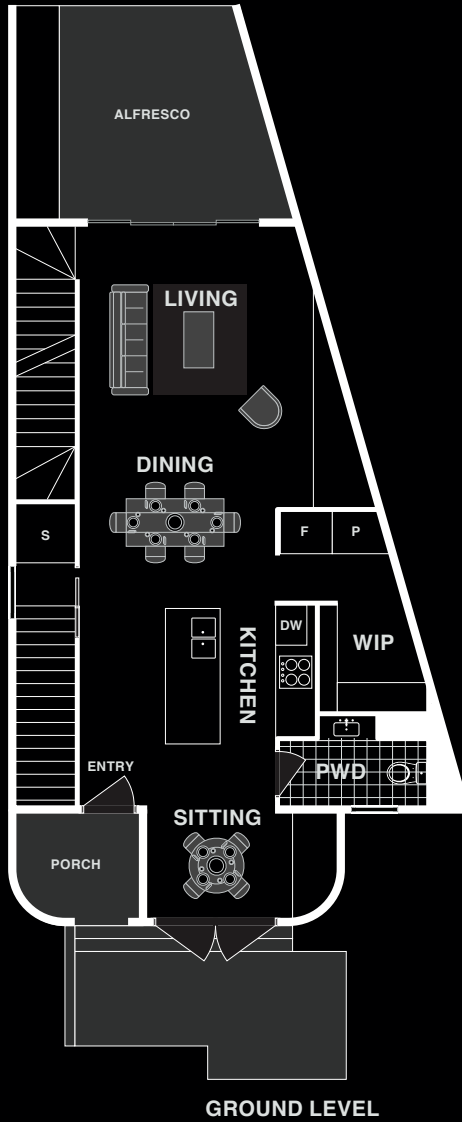 ALFRESCO
LIVING
DINING
S
F
P
DW
KITCHEN
WIP
ENTRY
PWD
SITTING
PORCH
GROUND LEVEL